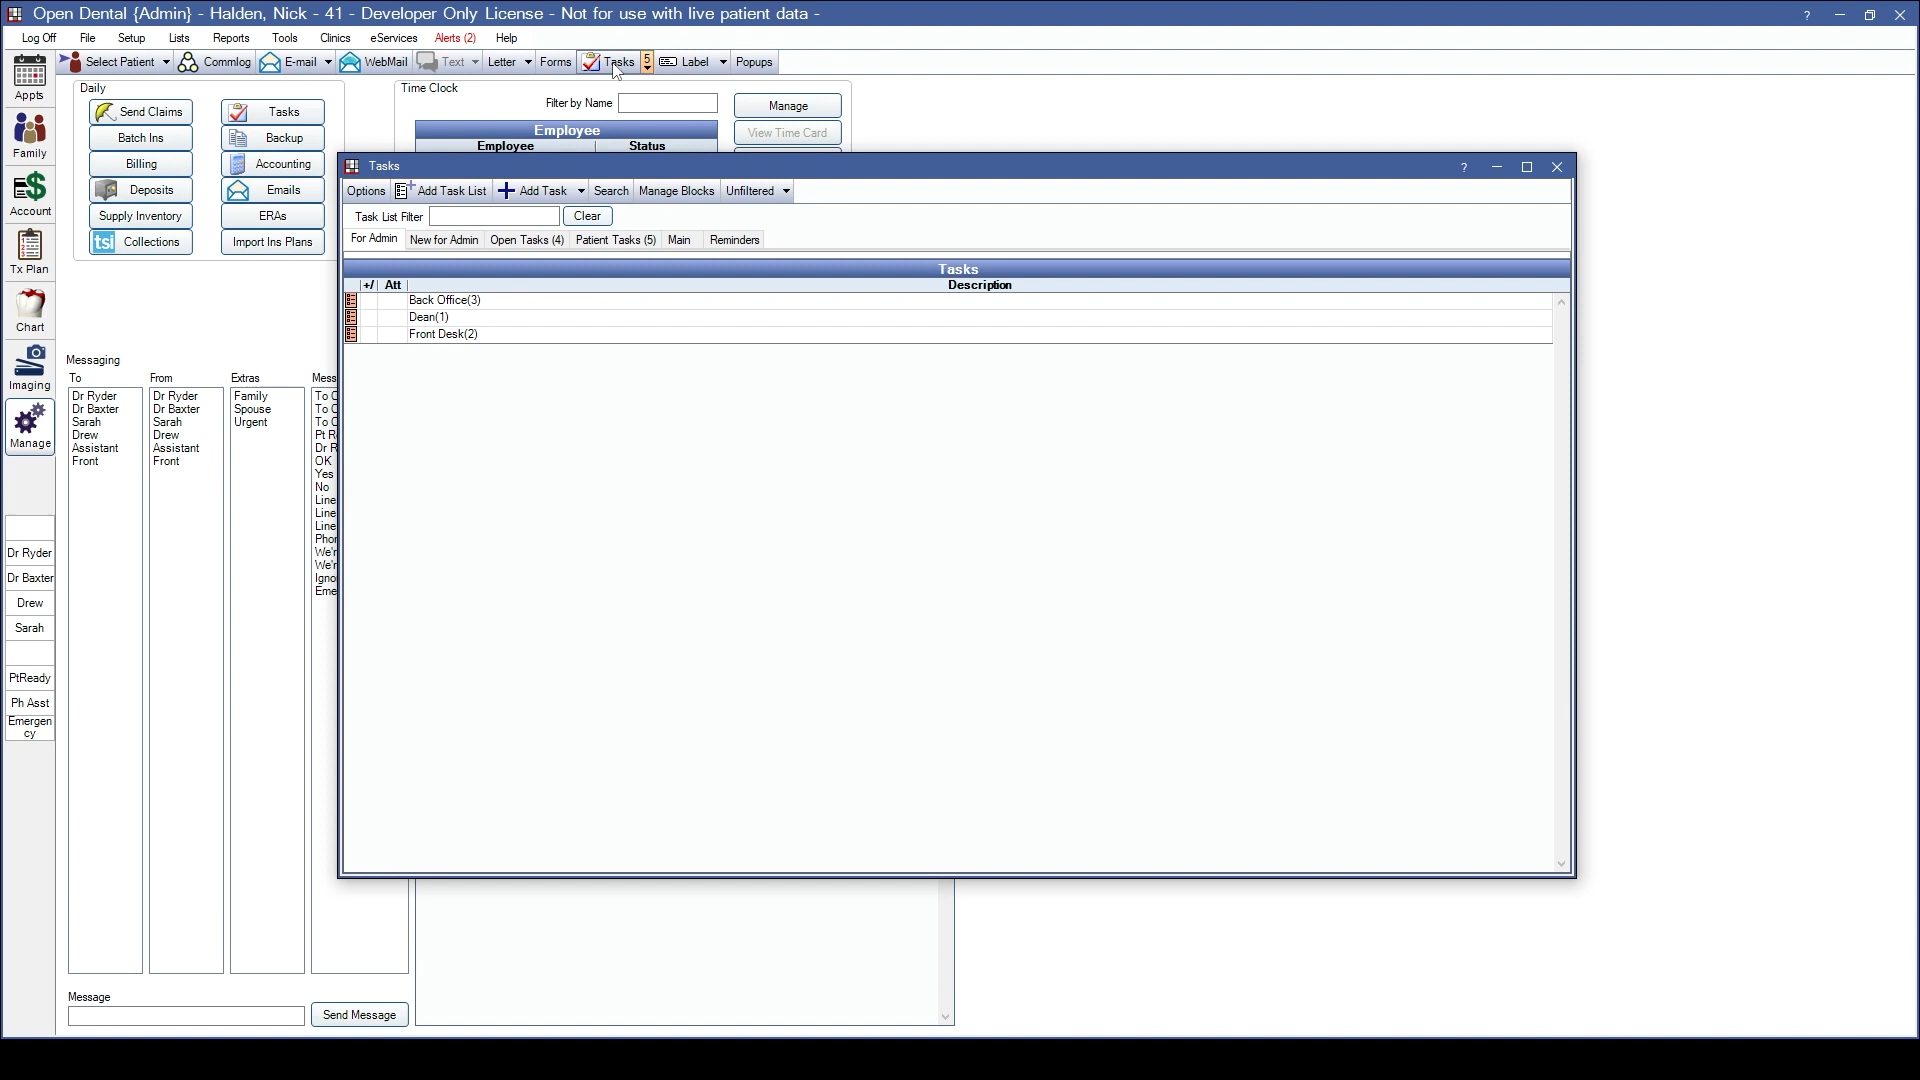 Open Dental {Admin} - Halden, Nick - 41 - Developer Only License - Not for use with live patient data -
?
Log Off File Setup Lists Reports Tools Clinics eServices Alerts (2) Help
Select Patient Commlog E-mail WebMail Text Letter Forms Tasks 5 Label Popups
Appts
Family
Account
Tx Plan
Chart
Imaging
Manage
Daily
Send Claims Tasks
Batch Ins Backup
Billing Accounting
Deposits Emails
Supply Inventory ERAs
tsi Collections Import Ins Plans
Time Clock
Filter by Name Manage
Employee View Time Card
Employee Status
Tasks ?
Options Add Task List Add Task Search Manage Blocks Unfiltered
Task List Filter Clear
For Admin New for Admin Open Tasks (4) Patient Tasks (5) Main Reminders
Tasks
+/ Att Description
Back Office(3)
Dean(1)
Front Desk(2)
Messaging
To From Extras Mess
Dr Ryder Dr Ryder Family To C
Dr Baxter Dr Baxter Spouse To C
Sarah Sarah Urgent To C
Drew Drew Pt R
Assistant Assistant Dr R
Front Front OK
Yes
No
Line
Line
Line
Phon
We'r
We'r
Igno
Eme
Dr Ryder
Dr Baxter
Drew
Sarah
PtReady
Ph Asst
Emergen
cy
Message
Send Message